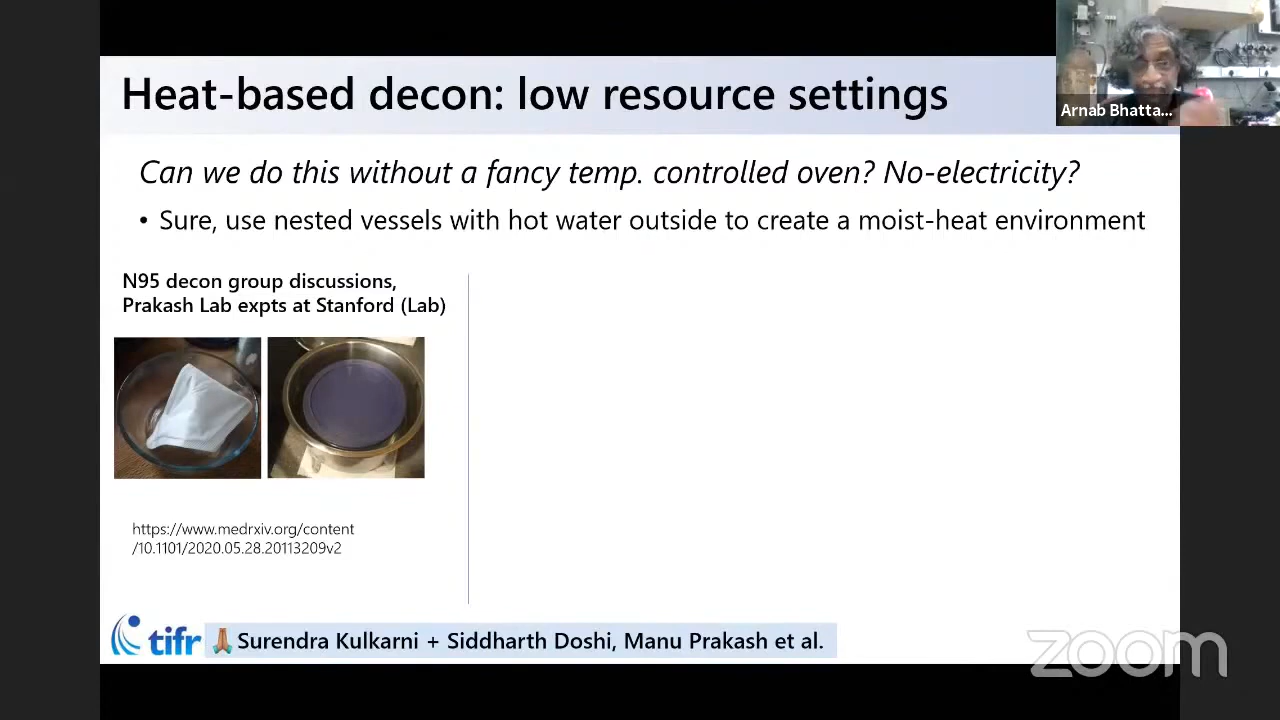 Heat-based decon: low resource settings
Arnab Bhatta...
Can we do this without a fancy temp. controlled oven? No-electricity?
• Sure, use nested vessels with hot water outside to create a moist-heat environment
N95 decon group discussions,
Prakash Lab expts at Stanford (Lab)
https://www.medrxiv.org/content
/10.1101/2020.05.28.20113209v2
tifr
🙏🏽 Surendra Kulkarni + Siddharth Doshi, Manu Prakash et al.
zoom